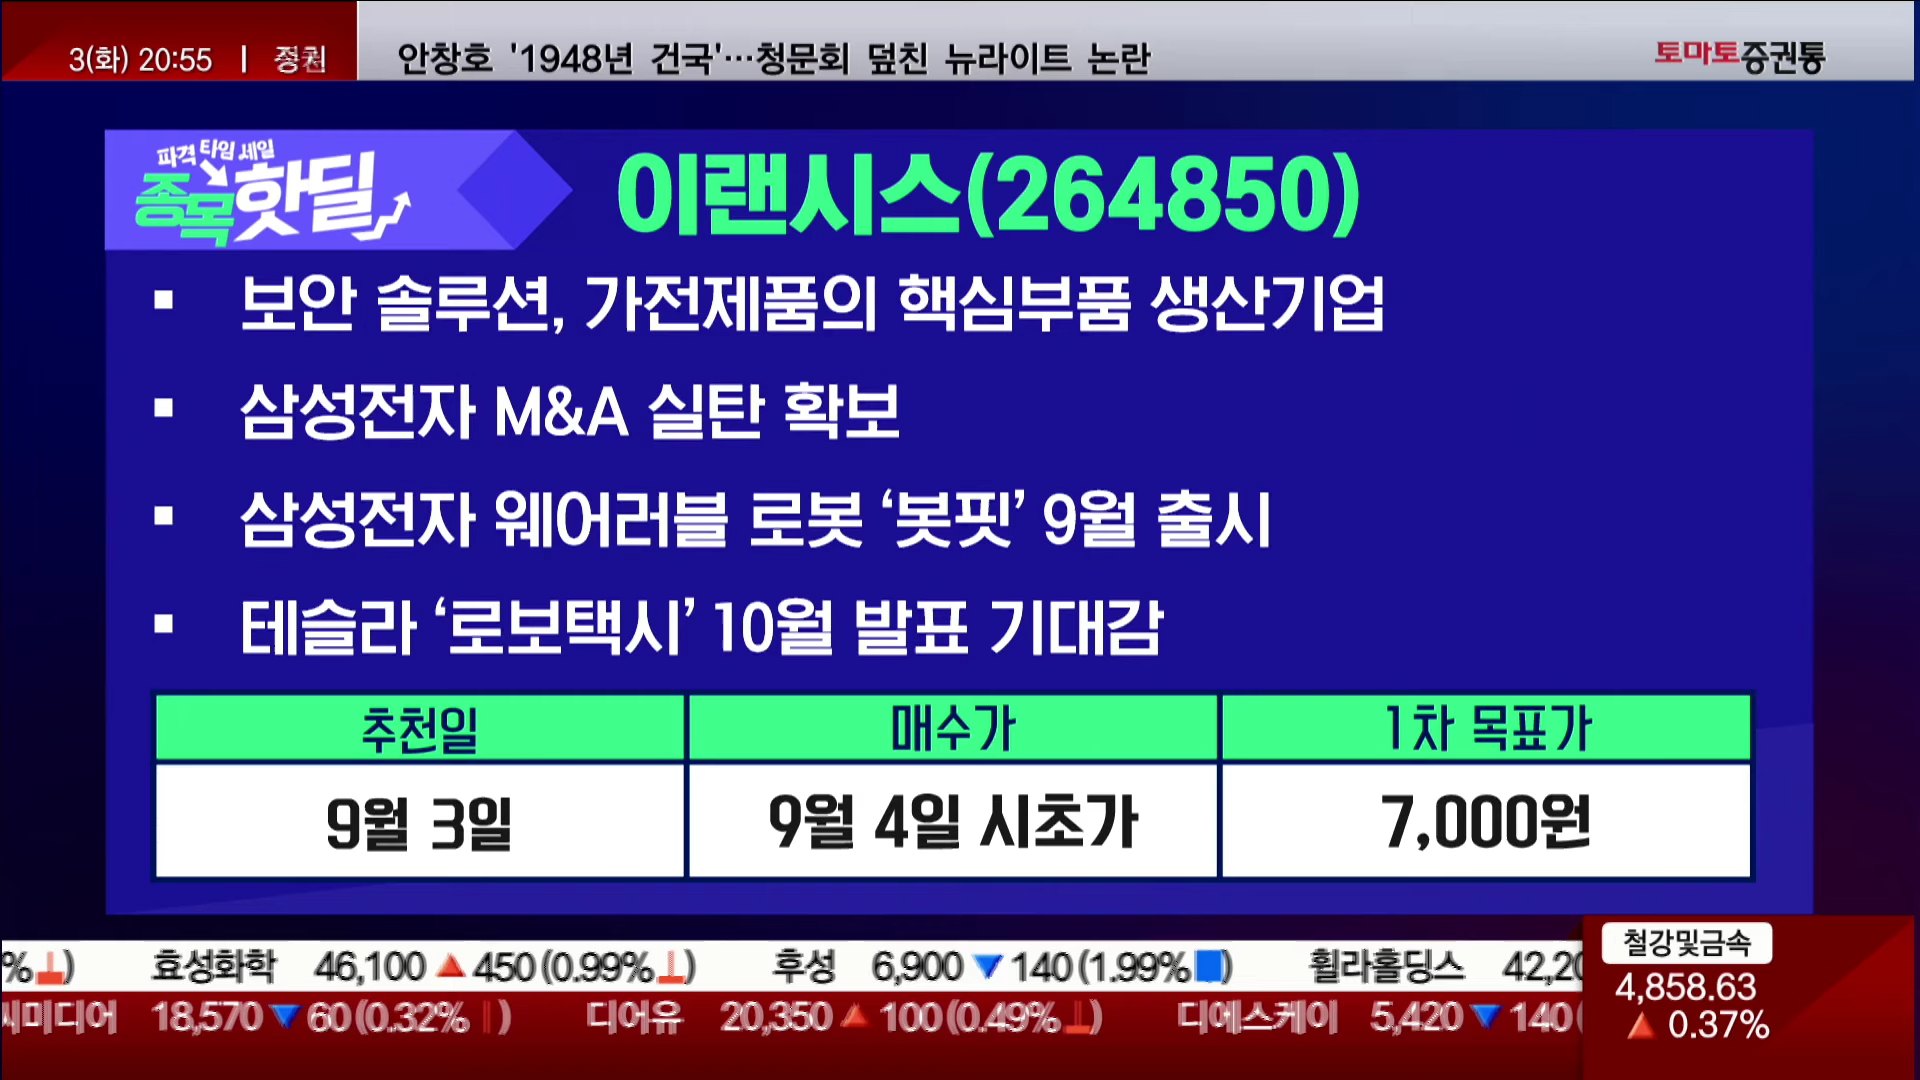 3(화) 20:55 | 증권
안창호 '1948년 건국'…청문회 덮친 뉴라이트 논란
토마토증권통
파격 타임 세일
종목핫딜
이랜시스(264850)
▪ 보안 솔루션, 가전제품의 핵심부품 생산기업
▪ 삼성전자 M&A 실탄 확보
▪ 삼성전자 웨어러블 로봇 ‘봇핏’ 9월 출시
▪ 테슬라 ‘로보택시’ 10월 발표 기대감
추천일 매수가 1차 목표가
9월 3일 9월 4일 시초가 7,000원
%) 효성화학 46,100 ▲ 450 (0.99%) 후성 6,900 ▼ 140 (1.99%) 휠라홀딩스 42,20
미디어 18,570 ▼ 60 (0.32%) 디어유 20,350 ▲ 100 (0.49%) 디에스케이 5,420 ▼ 140(
철강및금속
4,858.63
▲ 0.37%